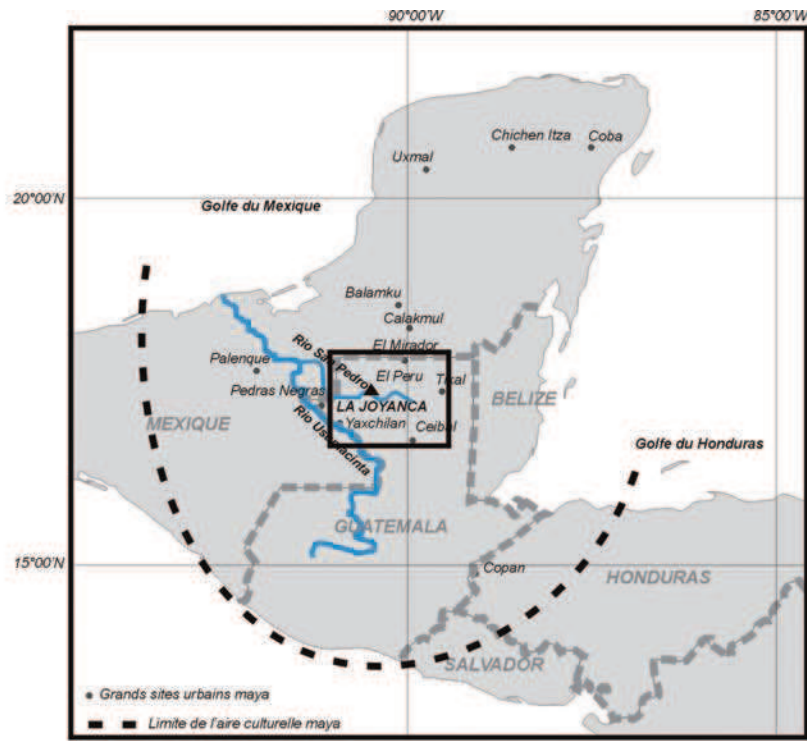 90°00'W
85°00'W
Chichen Itza
Coba
Uxmal
20°00'N
Golfe du Mexique
Balamku
Calakmul
El Mirador
Rio San Pedro
Palenque
El Peru
Tikal
Pedras Negras
LA JOYANCA
BELIZE
MEXIQUE
Yaxchilan
Ceibal
Rio Usumacinta
Golfe du Honduras
GUATEMALA
15°00'N
Copan
HONDURAS
SALVADOR
Grands sites urbains maya
Limite de l'aire culturelle maya